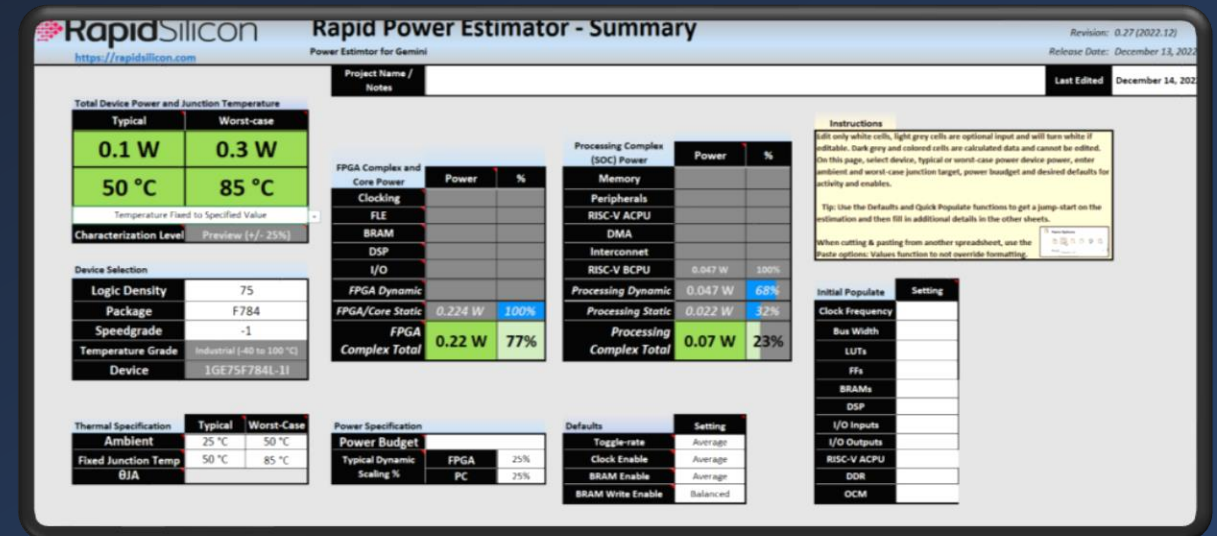 RapidSilicon
https://rapidsilicon.com
Rapid Power Estimator - Summary
Power Estimtor for Gemini
Revision: 0.27 (2022.12)
Release Date: December 13, 2022
Project Name / Notes
Last Edited December 14, 202
Total Device Power and Junction Temperature
Typical Worst-case
0.1 W 0.3 W
50 °C 85 °C
Temperature Fixed to Specified Value
Characterization Level Preview (+/- 25%)
Device Selection
Logic Density 75
Package F784
Speedgrade -1
Temperature Grade Industrial (-40 to 100 °C)
Device 1GE75F784L-1I
Thermal Specification Typical Worst-Case
Ambient 25 °C 50 °C
Fixed Junction Temp 50 °C 85 °C
θJA
FPGA Complex and Core Power Power %
Clocking
FLE
BRAM
DSP
I/O
FPGA Dynamic
FPGA/Core Static 0.224 W 100%
FPGA Complex Total 0.22 W 77%
Power Specification
Power Budget
Typical Dynamic Scaling % FPGA 25%
PC 25%
Processing Complex (SOC) Power Power %
Memory
Peripherals
RISC-V ACPU
DMA
Interconnet
RISC-V BCPU 0.047 W 100%
Processing Dynamic 0.047 W 68%
Processing Static 0.022 W 32%
Processing Complex Total 0.07 W 23%
Defaults Setting
Toggle-rate Average
Clock Enable Average
BRAM Enable Average
BRAM Write Enable Balanced
Instructions
Edit only white cells, light grey cells are optional input and will turn white if
editable. Dark grey and colored cells are calculated data and cannot be edited.
On this page, select device, typical or worst-case power device power, enter
ambient and worst-case junction target, power buudget and desired defaults for
activity and enables.
Tip: Use the Defaults and Quick Populate functions to get a jump-start on the
estimation and then fill in additional details in the other sheets.
When cutting & pasting from another spreadsheet, use the
Paste options: Values function to not override formatting.
Initial Populate Setting
Clock Frequency
Bus Width
LUTs
FFs
BRAMs
DSP
I/O Inputs
I/O Outputs
RISC-V ACPU
DDR
OCM